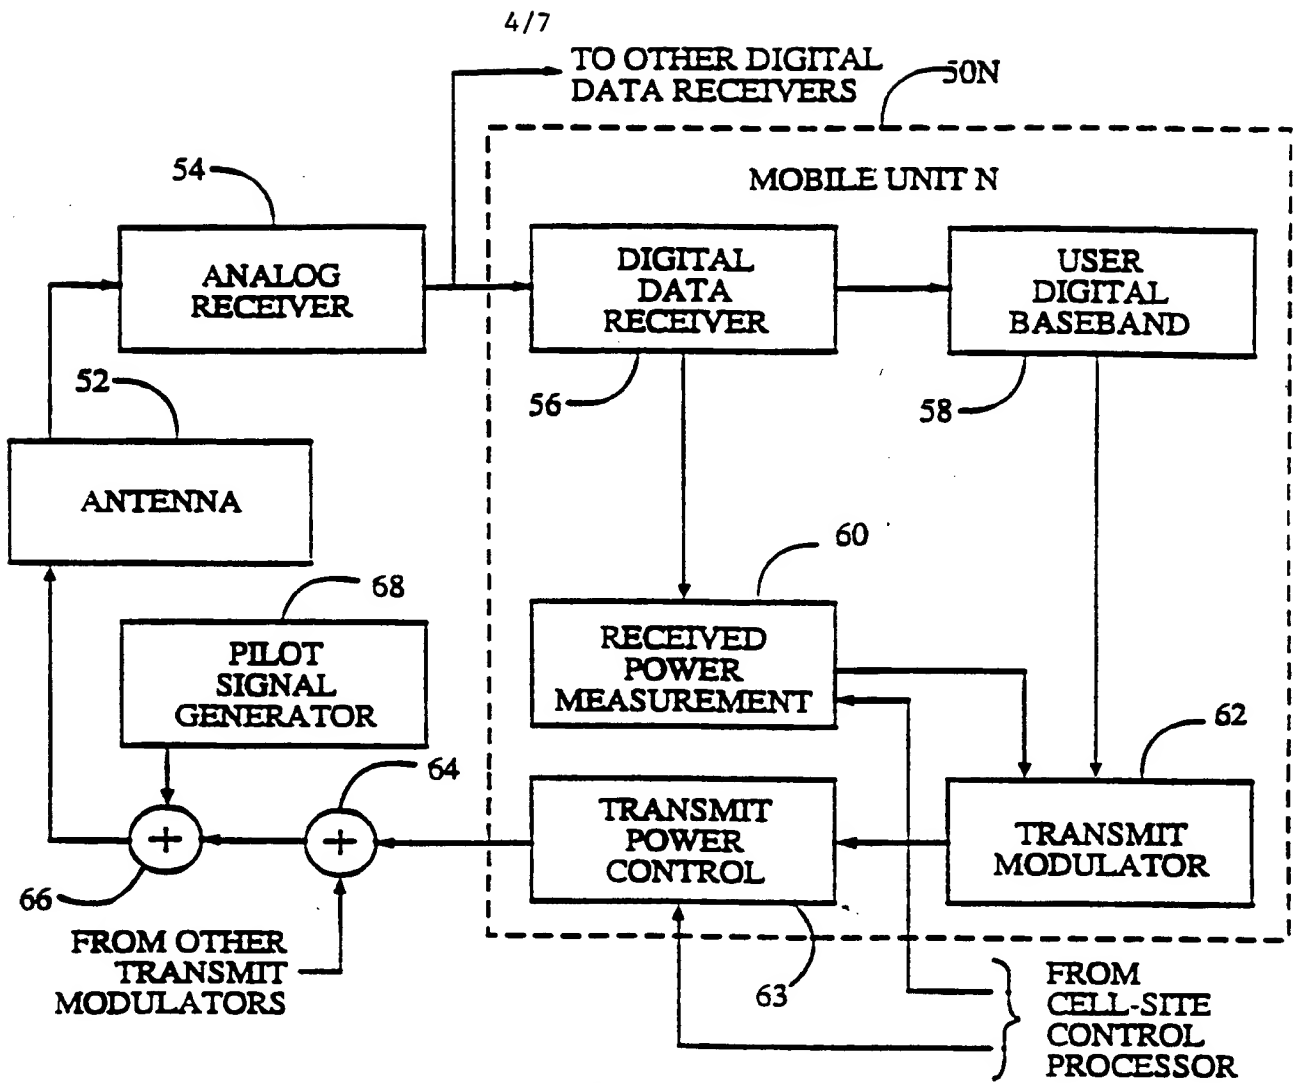 4/7
TO OTHER DIGITAL
DATA RECEIVERS
50N
MOBILE UNIT N
54
ANALOG
RECEIVER
DIGITAL
DATA
RECEIVER
USER
DIGITAL
BASEBAND
52
56
58
ANTENNA
60
68
PILOT
SIGNAL
GENERATOR
RECEIVED
POWER
MEASUREMENT
62
64
TRANSMIT
POWER
CONTROL
TRANSMIT
MODULATOR
+
+
66
FROM OTHER
TRANSMIT
MODULATORS
63
FROM
CELL-SITE
CONTROL
PROCESSOR